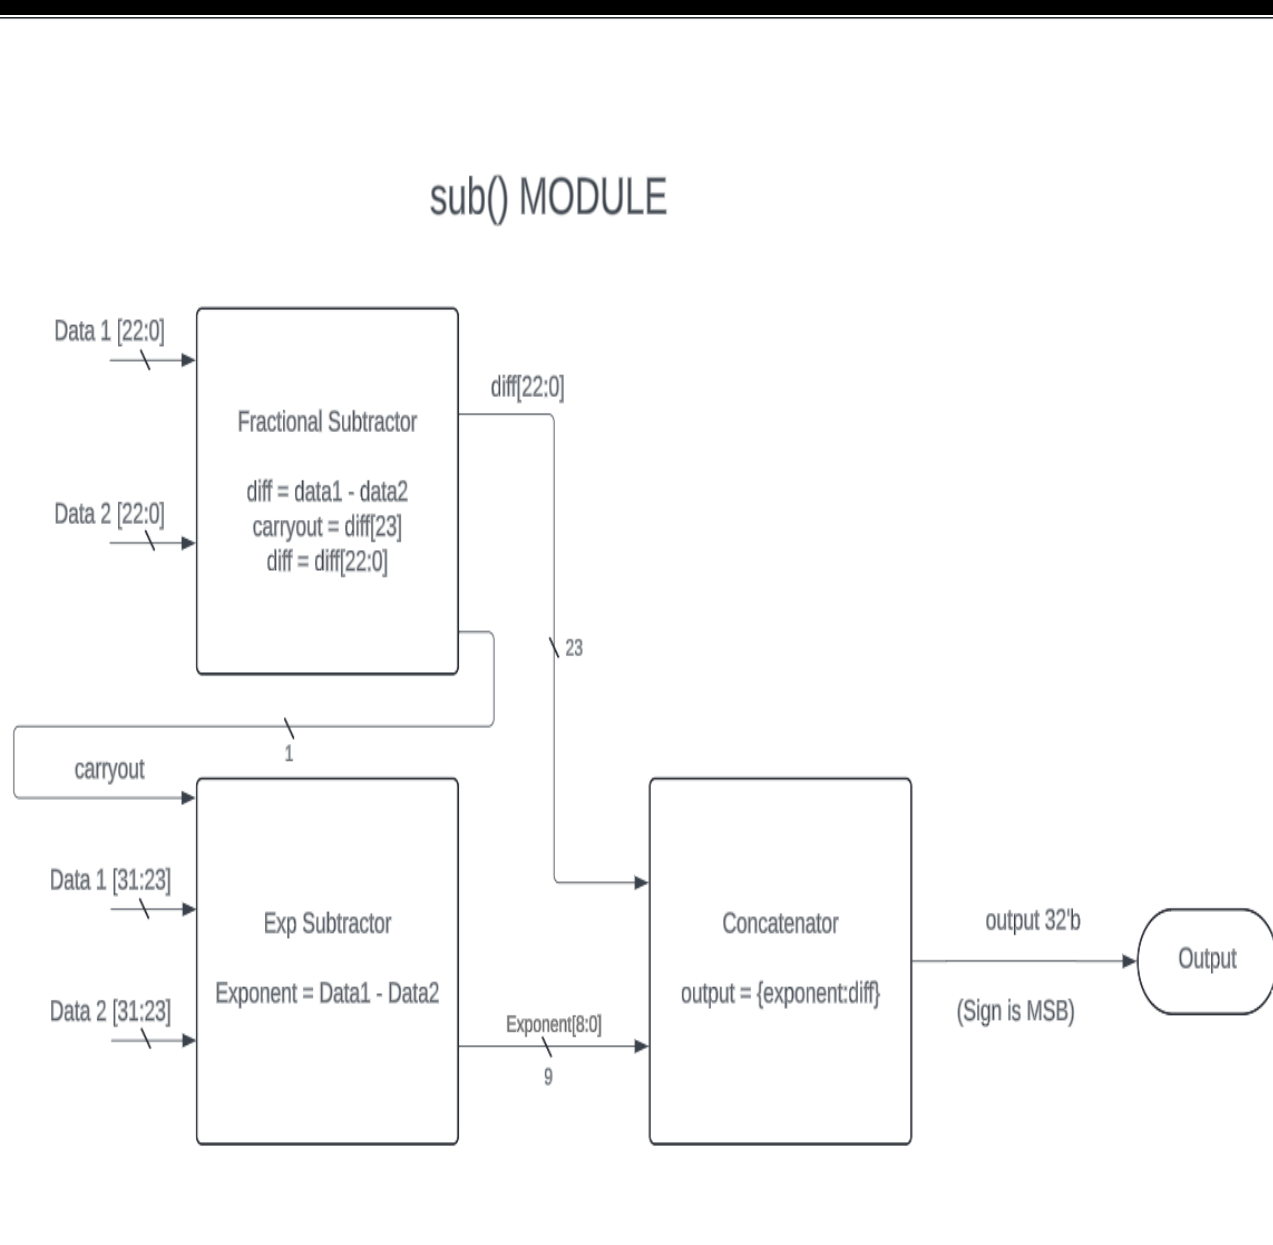 sub() MODULE
Data 1 [22:0]
Data 2 [22:0]
Fractional Subtractor
diff = data1 - data2
carryout = diff[23]
diff = diff[22:0]
diff[22:0]
23
1
carryout
Data 1 [31:23]
Data 2 [31:23]
Exp Subtractor
Exponent = Data1 - Data2
Exponent[8:0]
9
Concatenator
output = {exponent:diff}
output 32'b
(Sign is MSB)
Output